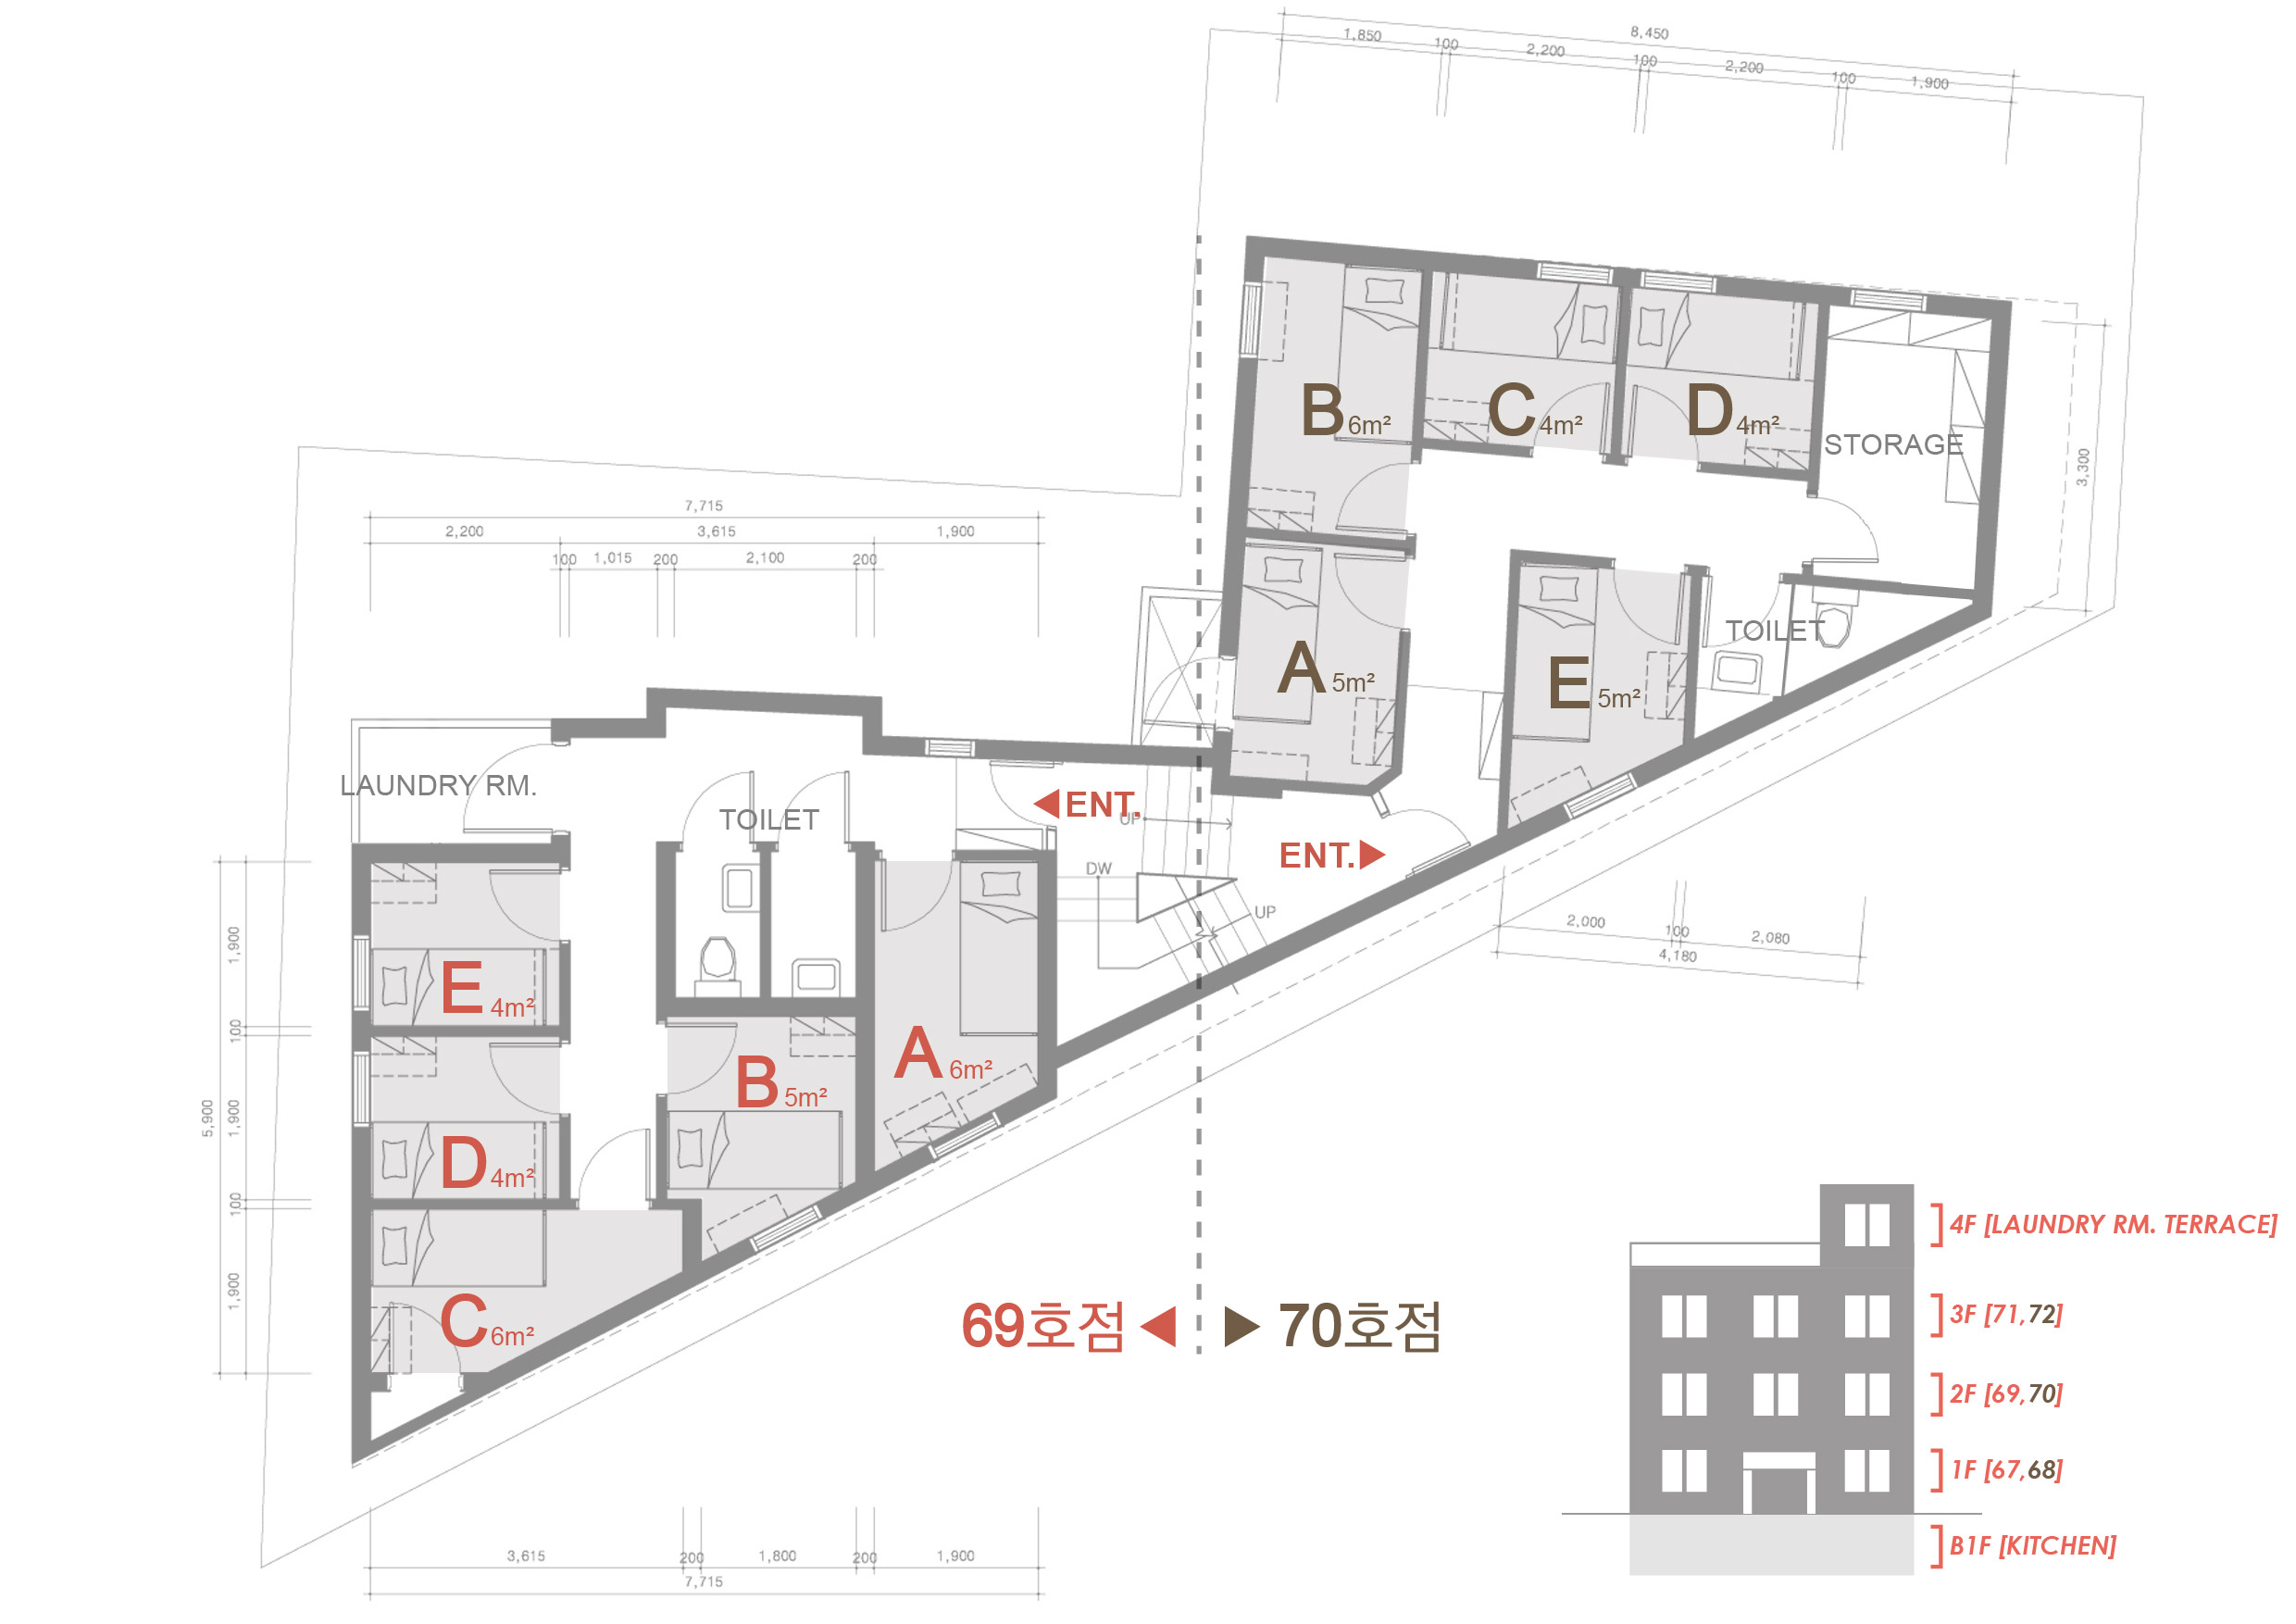 8,450
1,850
100
2,200
100
2,200
100
1,900
B 6m²
C 4m²
D 4m²
STORAGE
3,300
7,715
2,200
3,615
1,900
100
1,015
200
2,100
200
A 5m²
E 5m²
TOILET
LAUNDRY RM.
TOILET
ENT.
UP
ENT.
DW
UP
2,000
100
2,080
4,180
E 4m²
A 6m²
B 5m²
D 4m²
C 6m²
1,900
100
1,900
100
1,900
5,900
69호점
70호점
4F [LAUNDRY RM. TERRACE]
3F [71,72]
2F [69,70]
1F [67,68]
B1F [KITCHEN]
3,615
200
1,800
200
1,900
7,715